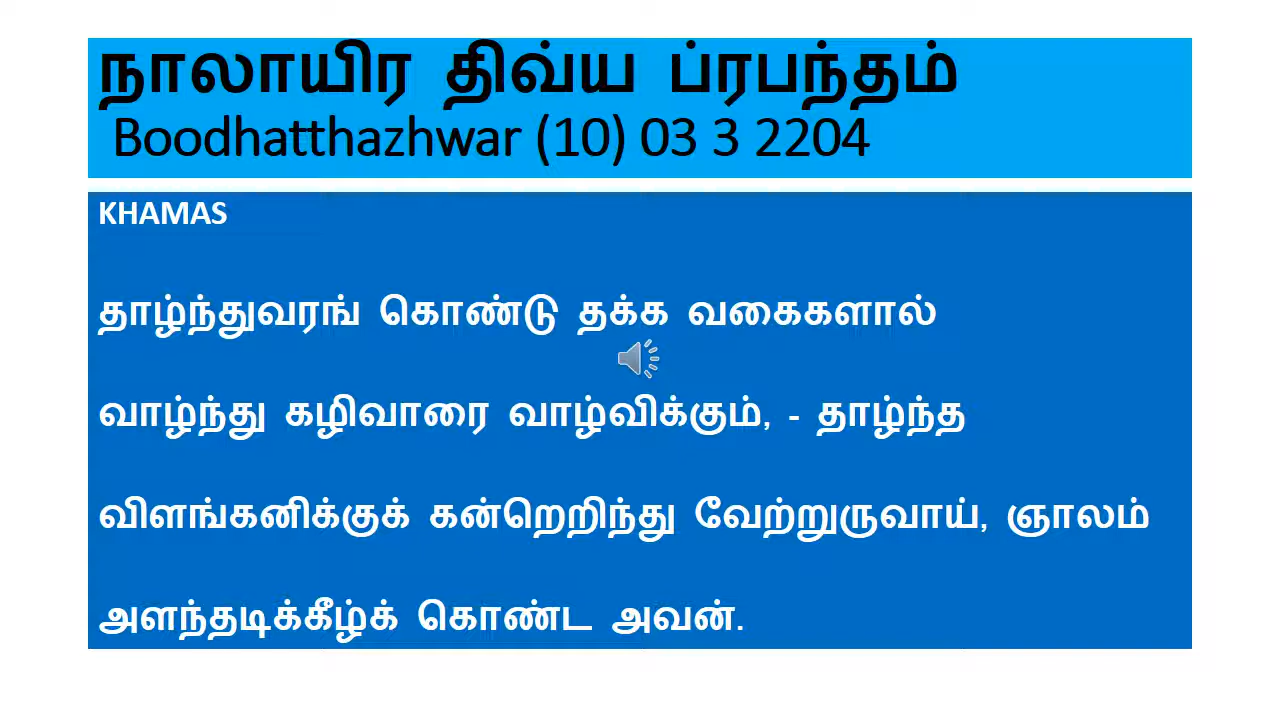 நாலாயிர திவ்ய ப்ரபந்தம்
Boodhatthazhwar (10) 03 3 2204
KHAMAS
தாழ்ந்துவரங் கொண்டு தக்க வகைகளால்
வாழ்ந்து கழிவாரை வாழ்விக்கும், - தாழ்ந்த
விளங்கனிக்குக் கன்றெறிந்து வேற்றுருவாய், ஞாலம்
அளந்தடிக்கீழ்க் கொண்ட அவன்.